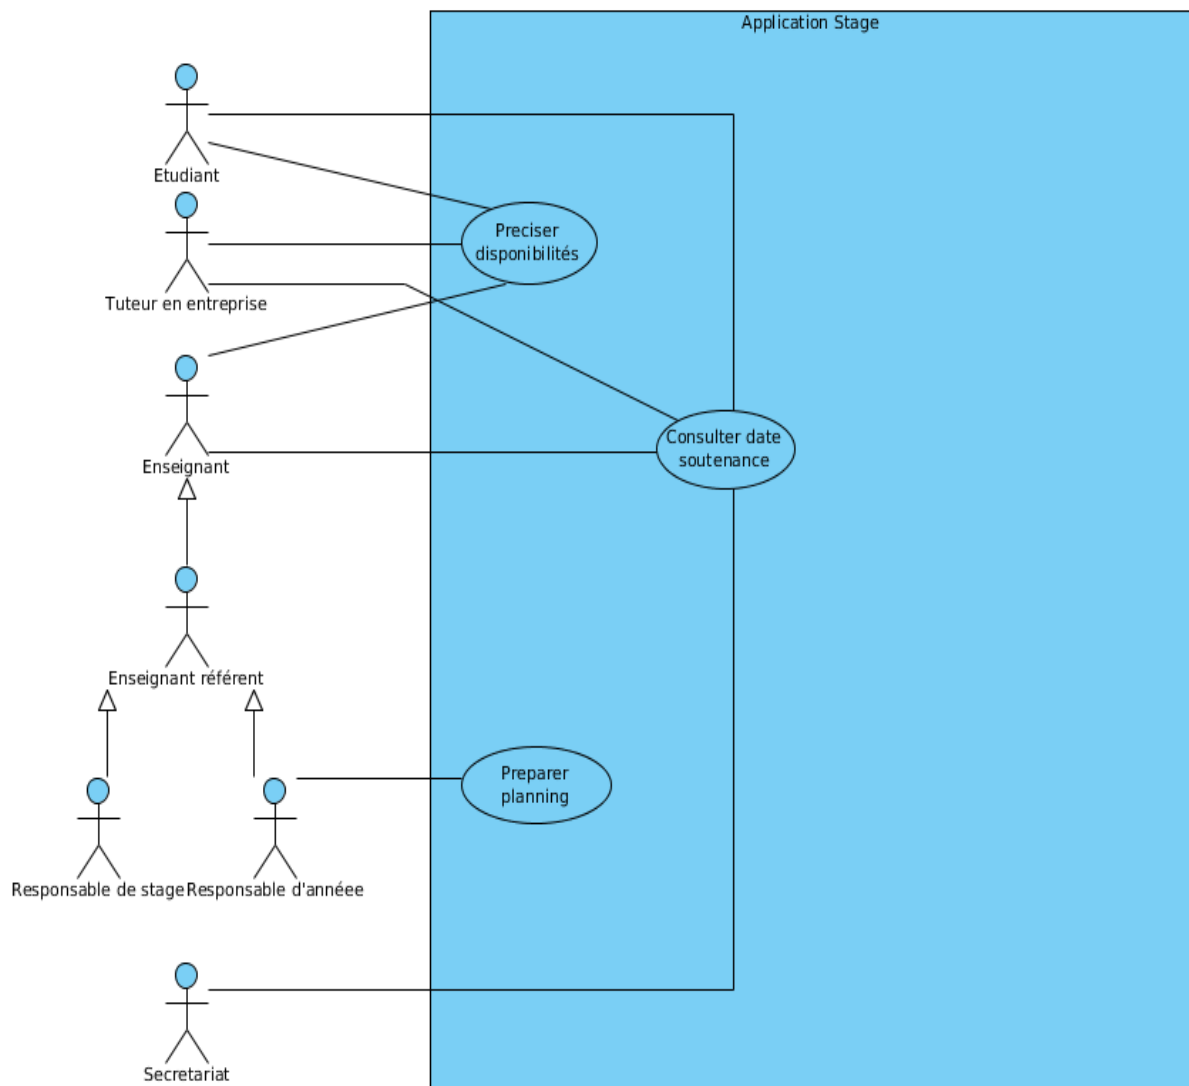 Application Stage
Etudiant
Preciser
disponibilités
Tuteur en entreprise
Consulter date
soutenance
Enseignant
Enseignant référent
Preparer
planning
Responsable de stage
Responsable d'annéee
Secretariat